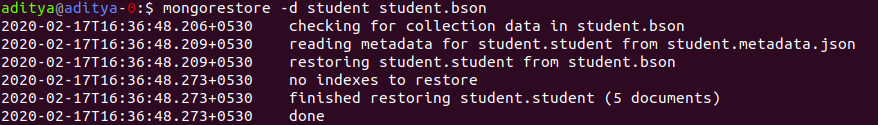 aditya@aditya-0:$ mongorestore -d student student.bson
2020-02-17T16:36:48.206+0530 checking for collection data in student.bson
2020-02-17T16:36:48.209+0530 reading metadata for student.student from student.metadata.json
2020-02-17T16:36:48.209+0530 restoring student.student from student.bson
2020-02-17T16:36:48.273+0530 no indexes to restore
2020-02-17T16:36:48.273+0530 finished restoring student.student (5 documents)
2020-02-17T16:36:48.273+0530 done